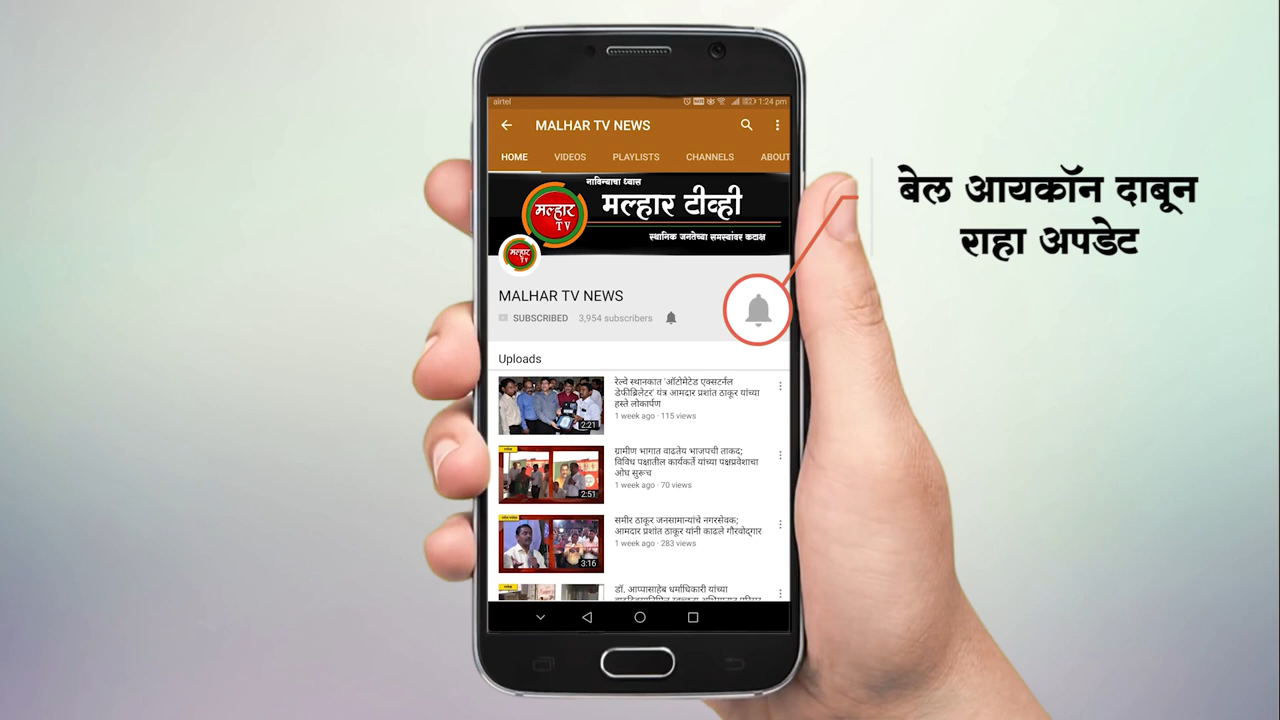 airtel 1:24 pm
MALHAR TV NEWS
HOME VIDEOS PLAYLISTS CHANNELS ABOUT
नाविन्याचा ध्यास
मल्हार टीव्ही
मल्हार
TV
स्थानिक जनतेच्या समस्यांवर कटाक्ष
मल्हार
TV
MALHAR TV NEWS
SUBSCRIBED 3,954 subscribers
बेल आयकॉन दाबून
राहा अपडेट
Uploads
रेल्वे स्थानकात 'ऑटोमेटेड एक्सटर्नल
डेफीब्रिलेटर' यंत्र आमदार प्रशांत ठाकूर यांच्या
हस्ते लोकार्पण
1 week ago · 115 views
2:21
ग्रामीण भागात वाढतेय भाजपची ताकद;
विविध पक्षातील कार्यकर्ते यांच्या पक्षप्रवेशाचा
ओघ सुरूच
1 week ago · 70 views
2:51
समीर ठाकूर जनसामान्यांचे नगरसेवक;
आमदार प्रशांत ठाकूर यांनी काढले गौरवोद्गार
1 week ago · 283 views
3:16
डॉ. आप्पासाहेब धर्माधिकारी यांच्या